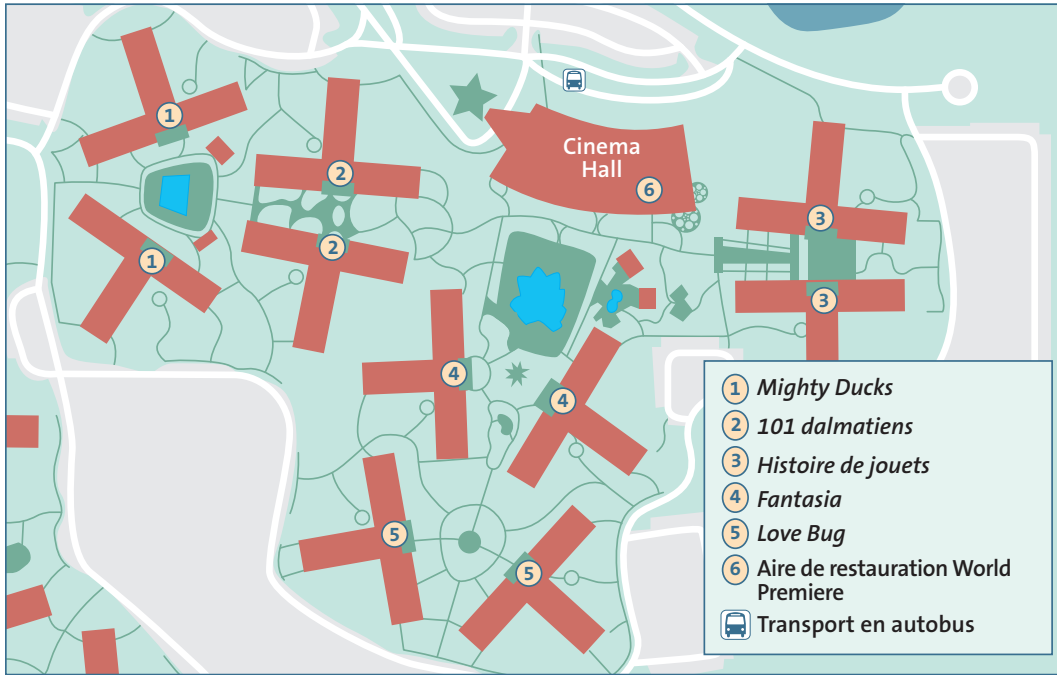 1
2
Cinema
Hall
6
3
2
1
3
4
4
5
5
1 Mighty Ducks
2 101 dalmatiens
3 Histoire de jouets
4 Fantasia
5 Love Bug
6 Aire de restauration World
Premiere
Transport en autobus